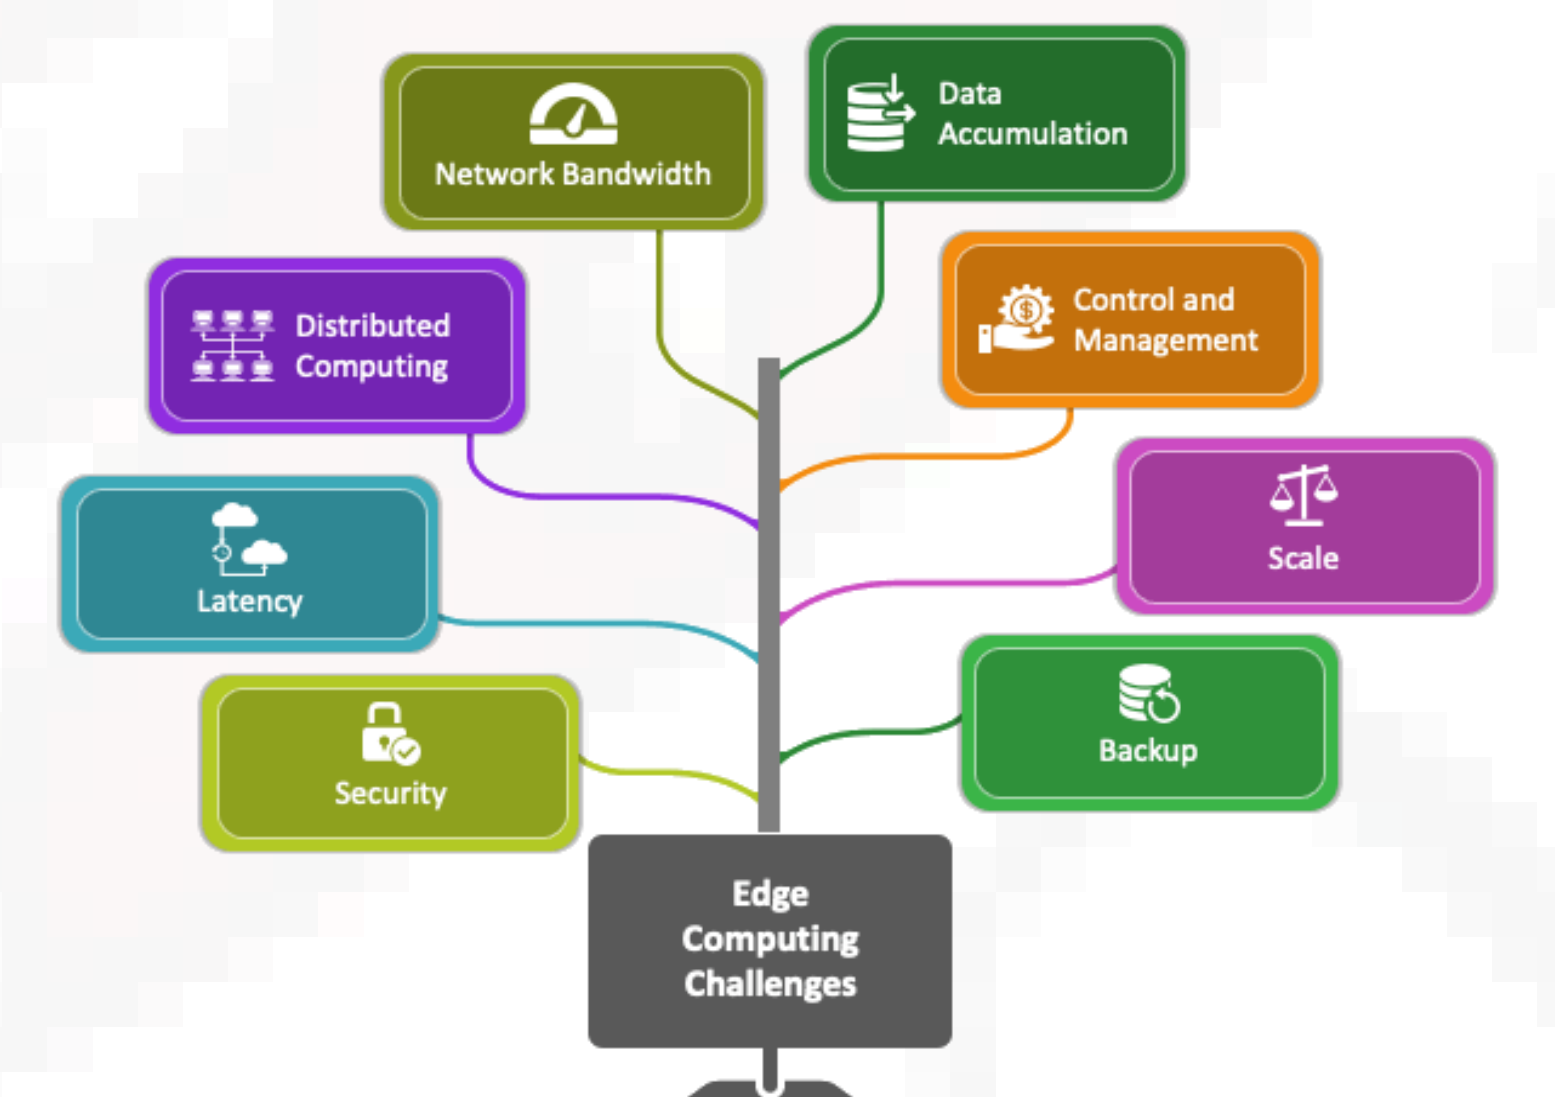 Data
Accumulation
Network Bandwidth
Control and
Management
Distributed
Computing
Scale
Latency
Backup
Security
Edge
Computing
Challenges